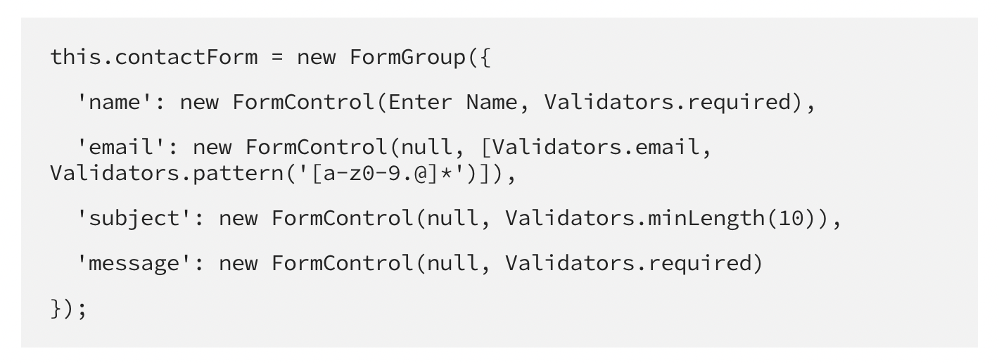 this.contactForm = new FormGroup({
  'name': new FormControl(Enter Name, Validators.required),
  'email': new FormControl(null, [Validators.email,
Validators.pattern('[a-z0-9.@]*')]),
  'subject': new FormControl(null, Validators.minLength(10)),
  'message': new FormControl(null, Validators.required)
});